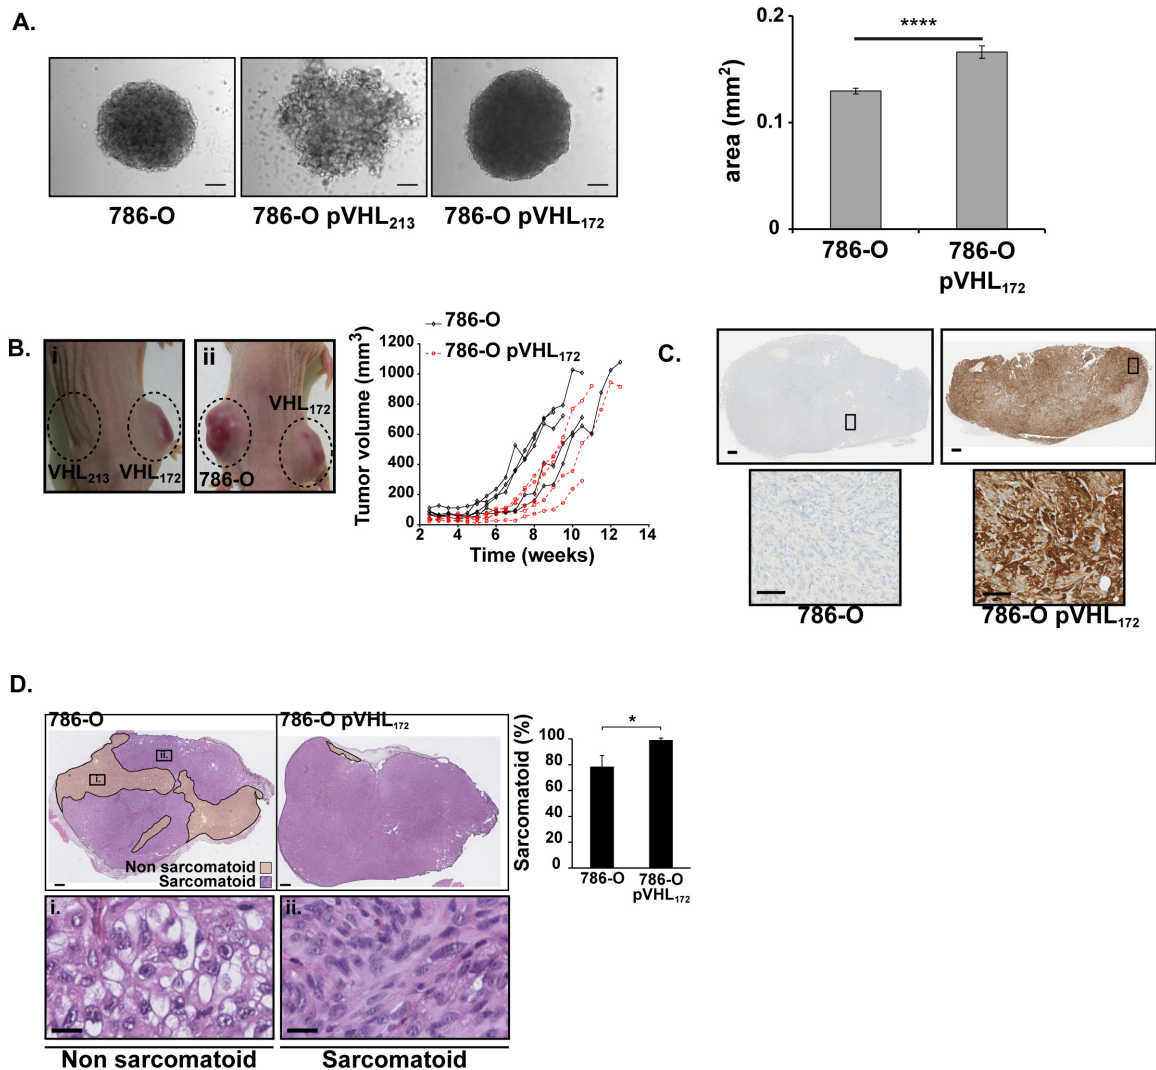 A.
786-O
786-O pVHL172
786-O pVHL213
area (mm2)
0.2
0.1
0
****
786-O
786-O
pVHL172
B.
i
VHL213
VHL172
ii
VHL172
786-O
Tumor volume (mm3)
1200
1000
800
600
400
200
0
2 4 6 8 10 12 14
Time (weeks)
786-O
786-O pVHL172
C.
786-O
786-O pVHL172
D.
786-O
786-O pVHL172
i.
ii.
Non sarcomatoid
Sarcomatoid
Sarcomatoid (%)
100
80
60
40
20
0
*
786-O
786-O
pVHL172
i.
ii.
Non sarcomatoid
Sarcomatoid